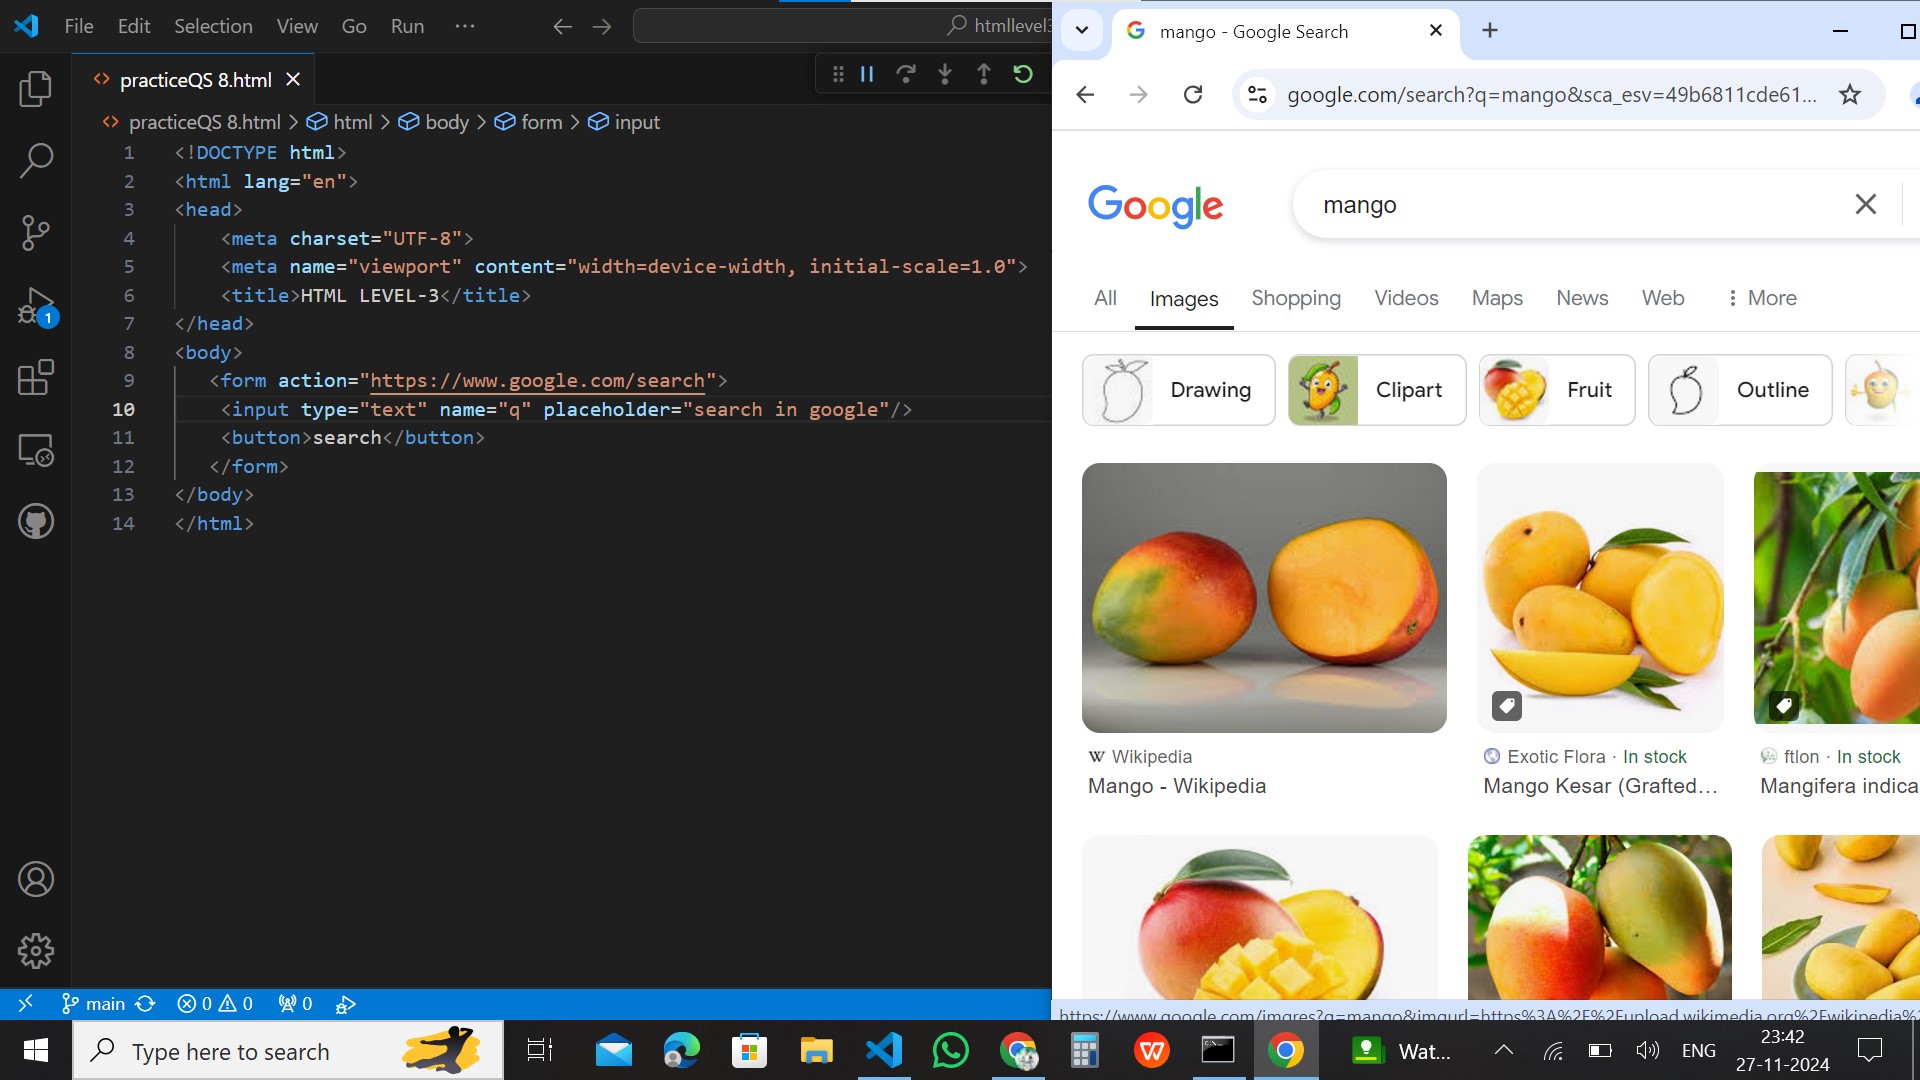 File Edit Selection View Go Run ··· htmllevel3
practiceQS 8.html
practiceQS 8.html > html > body > form > input
1 <!DOCTYPE html>
2 <html lang="en">
3 <head>
4 <meta charset="UTF-8">
5 <meta name="viewport" content="width=device-width, initial-scale=1.0">
6 <title>HTML LEVEL-3</title>
7 </head>
8 <body>
9 <form action="https://www.google.com/search">
10 <input type="text" name="q" placeholder="search in google"/>
11 <button>search</button>
12 </form>
13 </body>
14 </html>
1
main 0 0 0
mango - Google Search
google.com/search?q=mango&sca_esv=49b6811cde61...
Google mango
All Images Shopping Videos Maps News Web More
Drawing Clipart Fruit Outline
W Wikipedia
Mango - Wikipedia
Exotic Flora · In stock
Mango Kesar (Grafted...
ftlon · In stock
Mangifera indica
https://www.google.com/imgres?q=mango&imgurl=https%3A%2F%2Fupload.wikimedia.org%2Fwikipedia%
Type here to search
W
Wat... ENG 23:42
27-11-2024